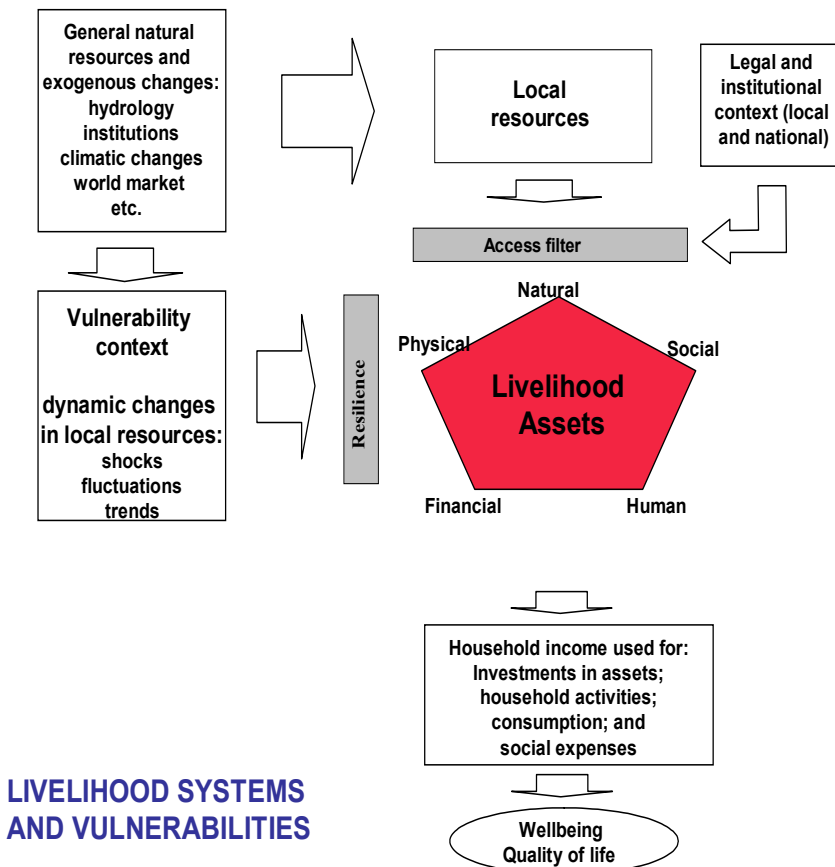 General natural
resources and
exogenous changes:
hydrology
institutions
climatic changes
world market
etc.
Local
resources
Legal and
institutional
context (local
and national)
Access filter
Vulnerability
context
dynamic changes
in local resources:
shocks
fluctuations
trends
Resilience
Natural
Physical
Social
Livelihood
Assets
Financial
Human
Household income used for:
Investments in assets;
household activities;
consumption; and
social expenses
LIVELIHOOD SYSTEMS
AND VULNERABILITIES
Wellbeing
Quality of life